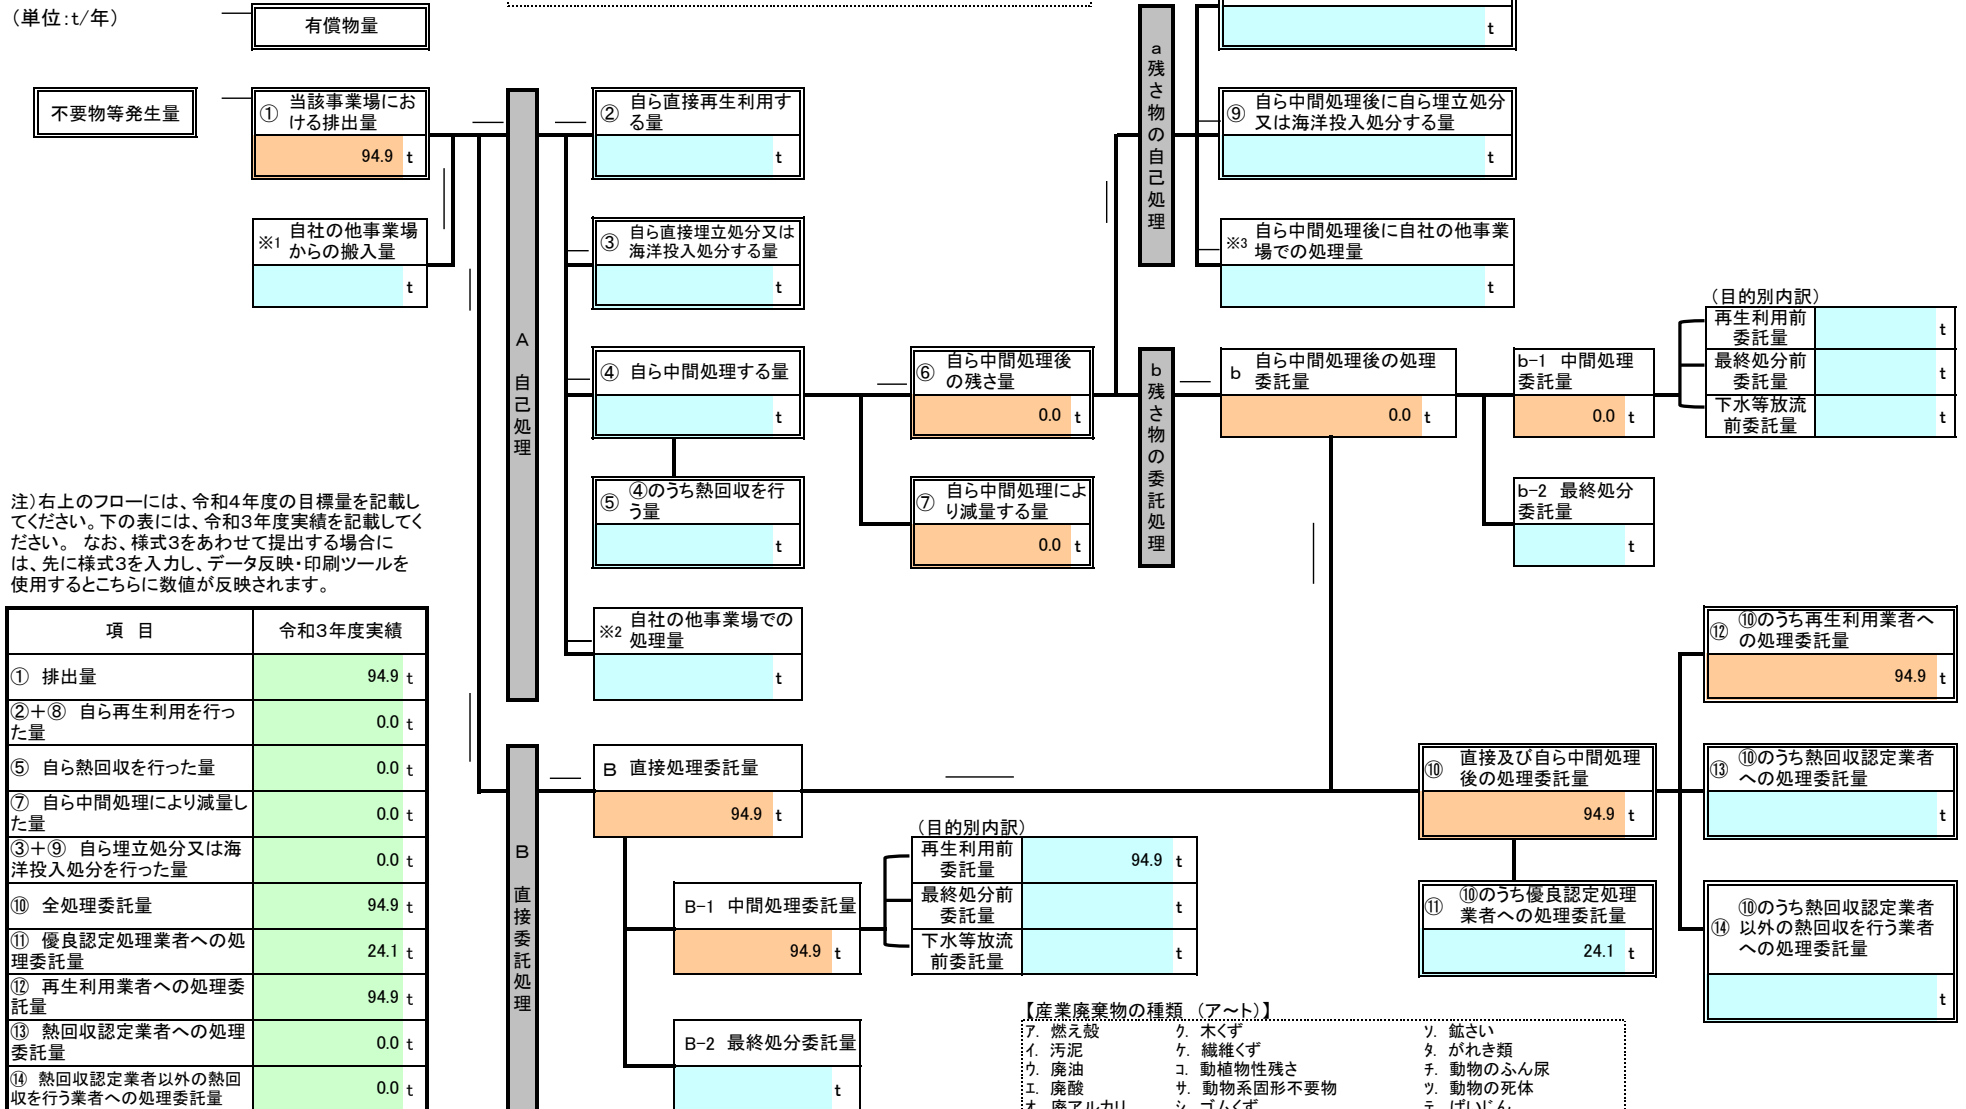 （単位：t/年）
有償物量
t
不要物等発生量
① 当該事業場にお
ける排出量
94.9 t
※1 自社の他事業場
からの搬入量
t
A 自己処理
② 自ら直接再生利用す
る量
t
③ 自ら直接埋立処分又は
海洋投入処分する量
t
④ 自ら中間処理する量
t
⑤ ④のうち熱回収を行
う量
t
※2 自社の他事業場での
処理量
t
⑥ 自ら中間処理後
の残さ量
0.0 t
⑦ 自ら中間処理によ
り減量する量
0.0 t
a 残さ物の自己処理
⑨ 自ら中間処理後に自ら埋立処分
又は海洋投入処分する量
t
※3 自ら中間処理後に自社の他事業
場での処理量
t
b 残さ物の委託処理
b 自ら中間処理後の処理
委託量
0.0 t
b-1 中間処理
委託量
0.0 t
（目的別内訳）
再生利用前
委託量
t
最終処分前
委託量
t
下水等放流
前委託量
t
b-2 最終処分
委託量
t
注）右上のフローには、令和４年度の目標量を記載し
てください。下の表には、令和３年度実績を記載してく
ださい。 なお、様式３をあわせて提出する場合に
は、先に様式３を入力し、データ反映・印刷ツールを
使用するとこちらに数値が反映されます。
項 目 令和３年度実績
① 排出量 94.9 t
②＋⑧ 自ら再生利用を行っ
た量 0.0 t
⑤ 自ら熱回収を行った量 0.0 t
⑦ 自ら中間処理により減量し
た量 0.0 t
③＋⑨ 自ら埋立処分又は海
洋投入処分を行った量 0.0 t
⑩ 全処理委託量 94.9 t
⑪ 優良認定処理業者への処
理委託量 24.1 t
⑫ 再生利用業者への処理委
託量 94.9 t
⑬ 熱回収認定業者への処理
委託量 0.0 t
⑭ 熱回収認定業者以外の熱回
収を行う業者への処理委託量 0.0 t
B 直接委託処理
B 直接処理委託量
94.9 t
B-1 中間処理委託量
94.9 t
（目的別内訳）
再生利用前
委託量
94.9 t
最終処分前
委託量
t
下水等放流
前委託量
t
B-2 最終処分委託量
t
⑩ 直接及び自ら中間処理
後の処理委託量
94.9 t
⑪ ⑩のうち優良認定処理
業者への処理委託量
24.1 t
⑫ ⑩のうち再生利用業者へ
の処理委託量
94.9 t
⑬ ⑩のうち熱回収認定業者
への処理委託量
t
⑭ ⑩のうち熱回収認定業者
以外の熱回収を行う業者
への処理委託量
t
【産業廃棄物の種類 （ア～ト）】
ｱ. 燃え殻 ｸ. 木くず ｿ. 鉱さい
ｲ. 汚泥 ｹ. 繊維くず ﾀ. がれき類
ｳ. 廃油 ｺ. 動植物性残さ ﾁ. 動物のふん尿
ｴ. 廃酸 ｻ. 動物系固形不要物 ﾂ. 動物の死体
ｵ. 廃アルカリ ｼ. ゴムくず ﾃ. ばいじん